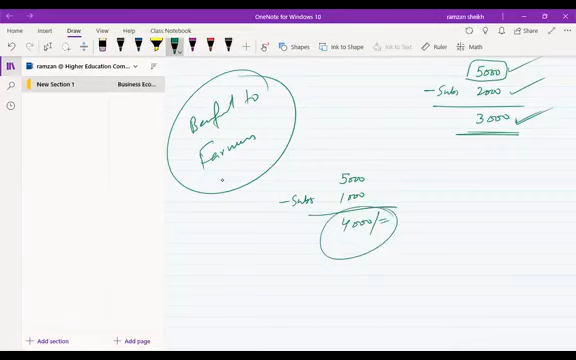 OneNote for Windows 10
ramzan sheikh
Home Insert Draw View Help Class Notebook
Shapes Ink to Shape Ink to Text Ruler Math
ramzan @ Higher Education Com...
New Section 1
Business Eco...
5000
- Subs 2000
3000
Benefit to
Farmers
5000
- Subs 1000
4000/=
+ Add section + Add page